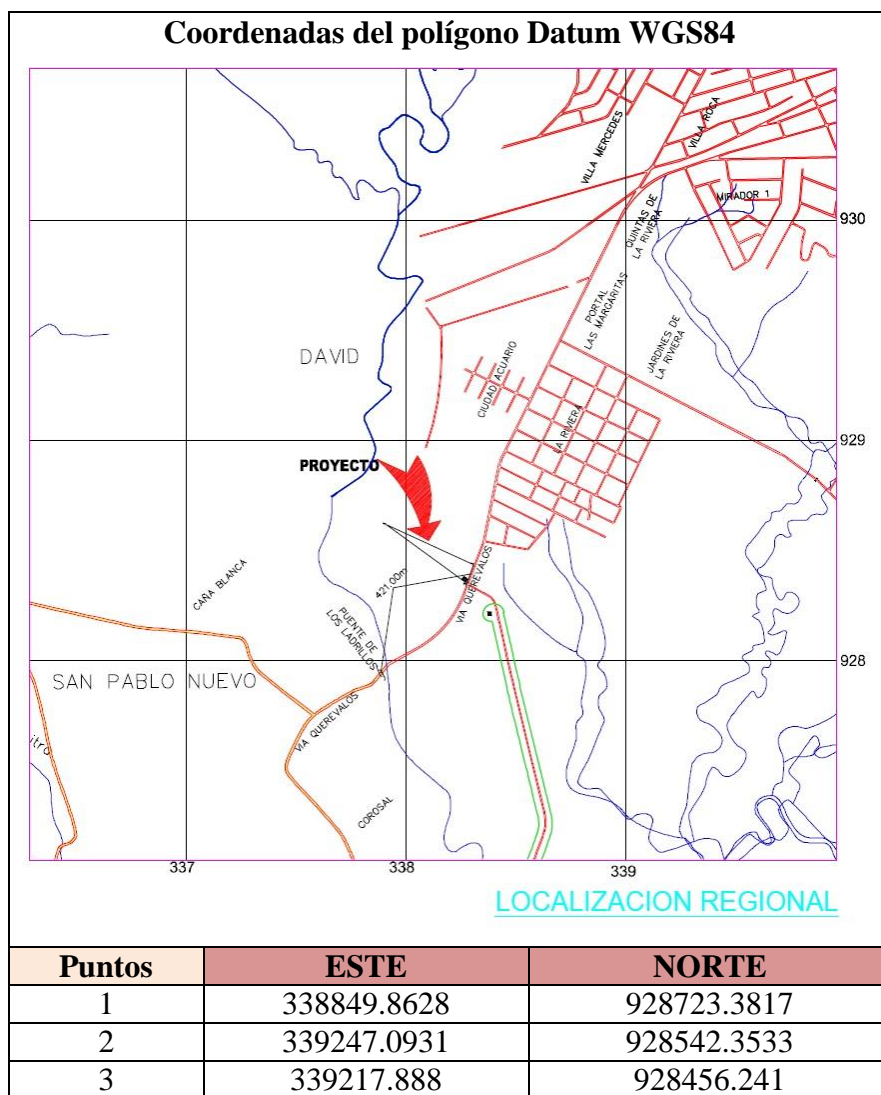 Coordenadas del polígono Datum WGS84
VILLA MERCEDES
VILLA ROCA
MIRADOR 1
930
QUINTAS DE
LA RIVIERA
PORTAL
LAS MARGARITAS
JARDINES DE
LA RIVIERA
DAVID
CIUDAD ACUARIO
LA RIVIERA
929
PROYECTO
CAÑA BLANCA
421.00m
VIA QUEREVALOS
PUENTE DE
LOS LADRILLOS
928
SAN PABLO NUEVO
VIA QUEREVALOS
itro
COROSAL
337
338
339
LOCALIZACION REGIONAL
Puntos ESTE NORTE
1 338849.8628 928723.3817
2 339247.0931 928542.3533
3 339217.888 928456.241